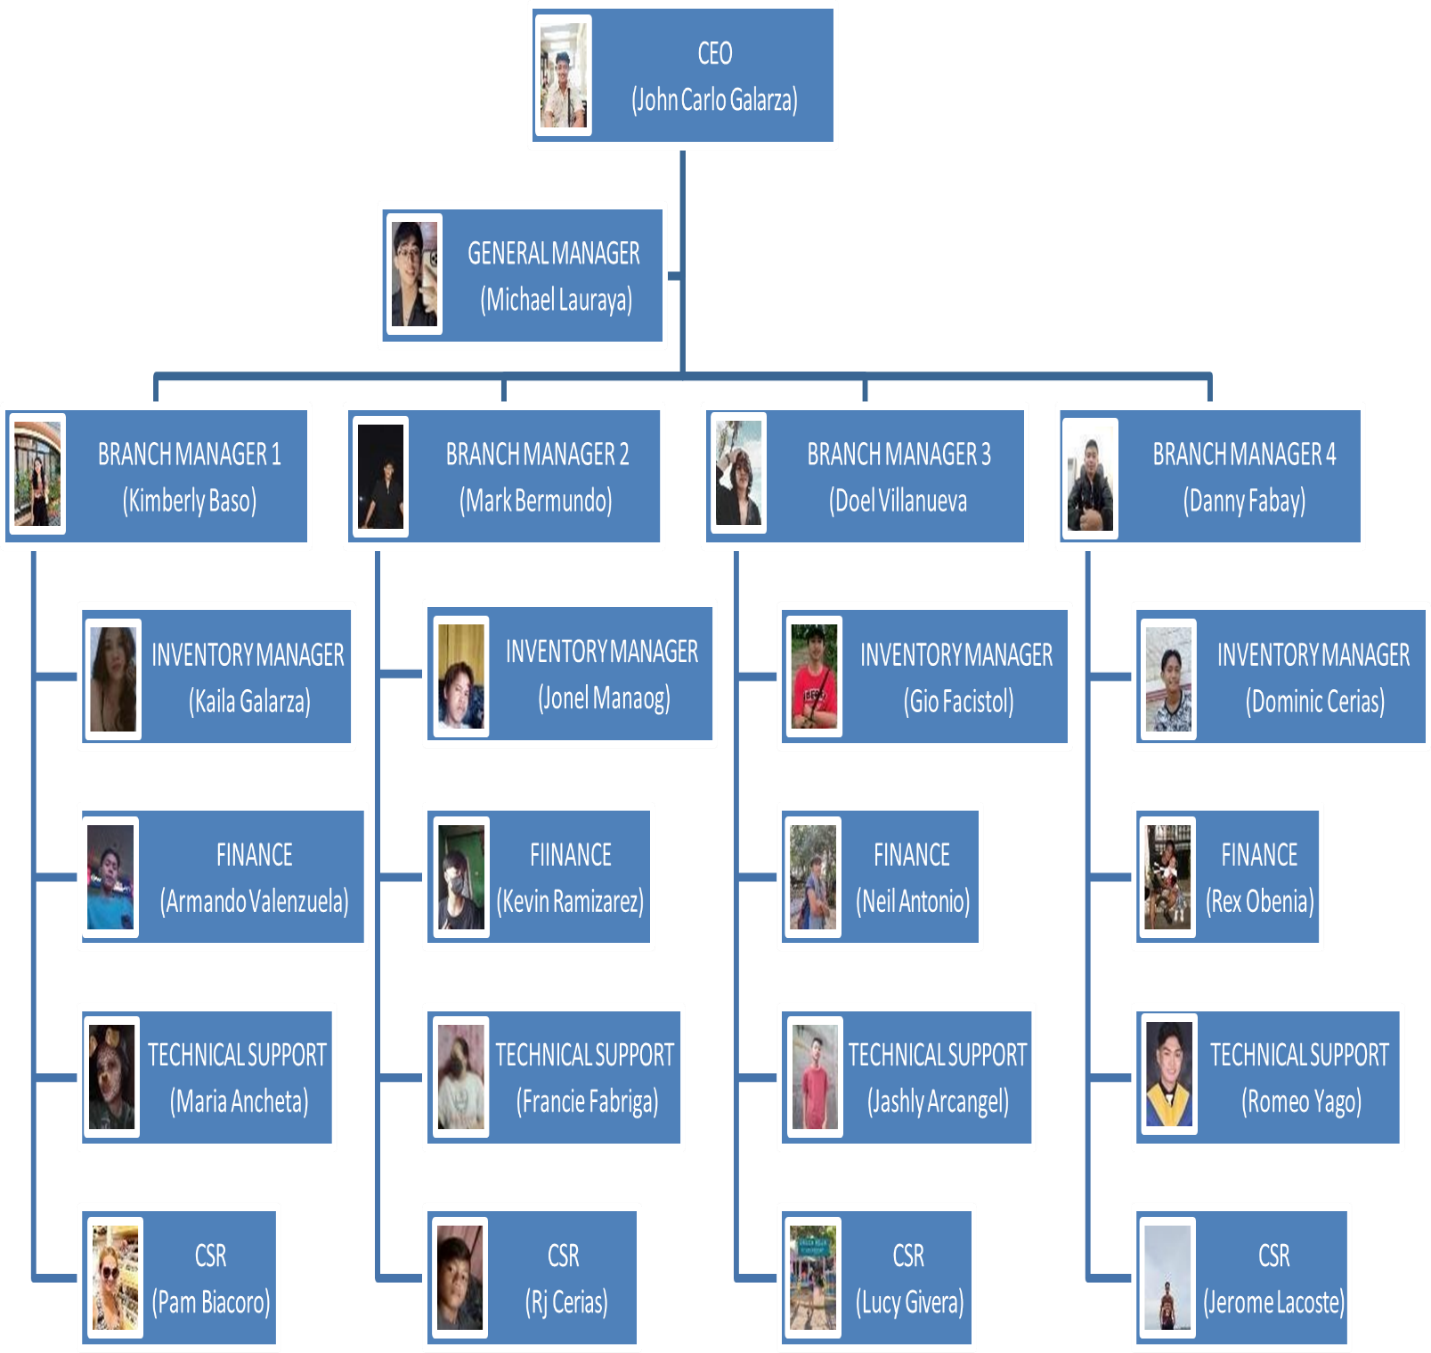 CEO
(John Carlo Galarza)
GENERAL MANAGER
(Michael Lauraya)
BRANCH MANAGER 1
(Kimberly Baso)
BRANCH MANAGER 2
(Mark Bermundo)
BRANCH MANAGER 3
(Doel Villanueva
BRANCH MANAGER 4
(Danny Fabay)
INVENTORY MANAGER
(Kaila Galarza)
INVENTORY MANAGER
(Jonel Manaog)
INVENTORY MANAGER
(Gio Facistol)
INVENTORY MANAGER
(Dominic Cerias)
FINANCE
(Armando Valenzuela)
FIINANCE
(Kevin Ramizarez)
FINANCE
(Neil Antonio)
FINANCE
(Rex Obenia)
TECHNICAL SUPPORT
(Maria Ancheta)
TECHNICAL SUPPORT
(Francie Fabriga)
TECHNICAL SUPPORT
(Jashly Arcangel)
TECHNICAL SUPPORT
(Romeo Yago)
CSR
(Pam Biacoro)
CSR
(Rj Cerias)
CSR
(Lucy Givera)
CSR
(Jerome Lacoste)